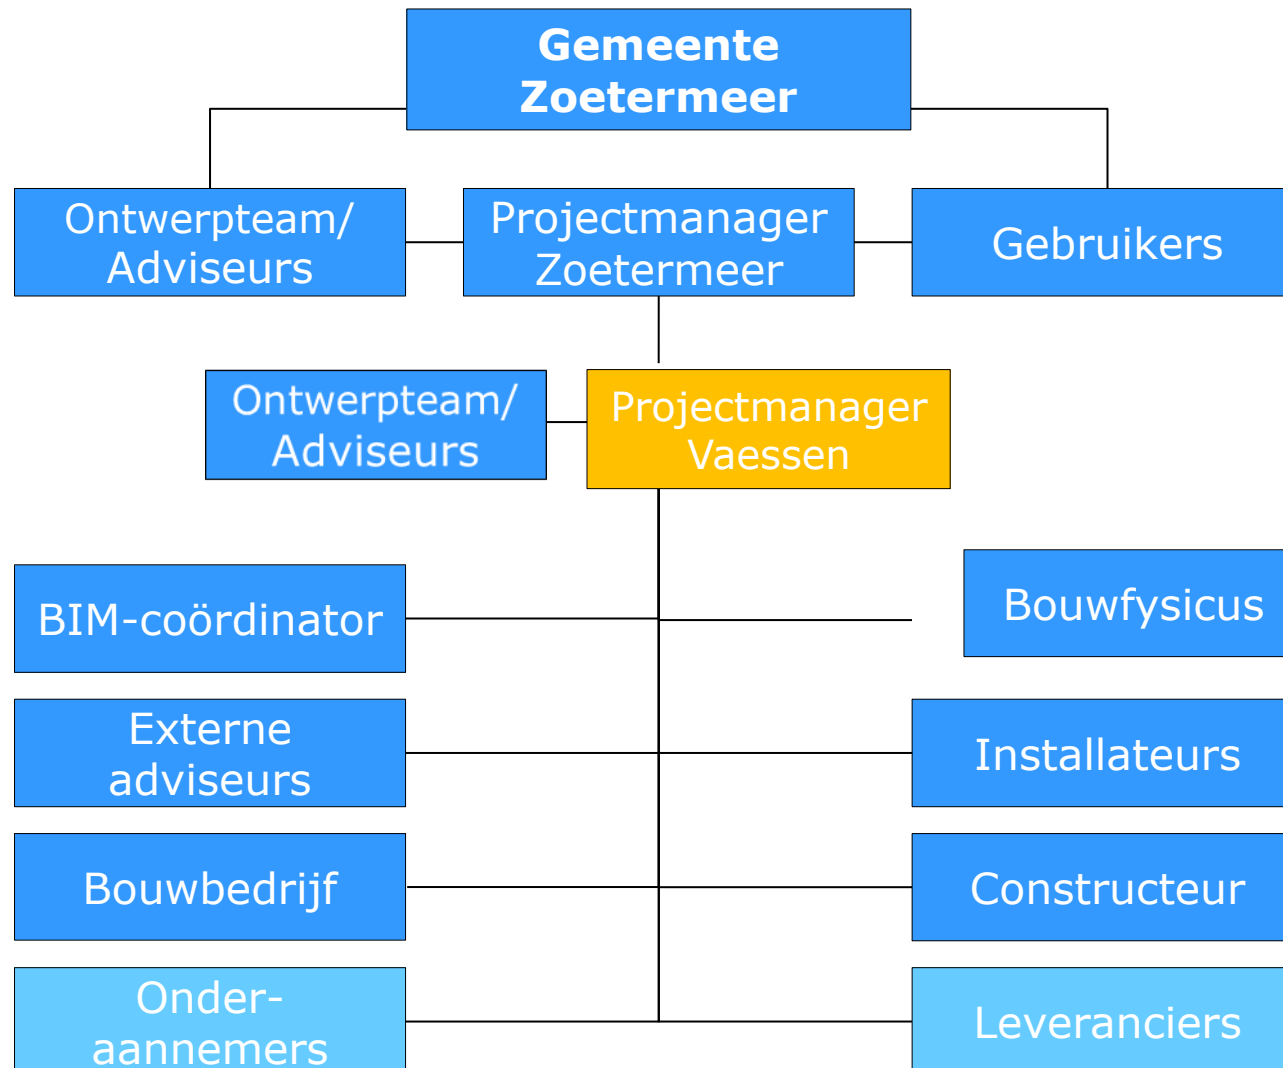 Gemeente
Zoetermeer
Ontwerpteam/
Adviseurs
Projectmanager
Zoetermeer
Gebruikers
Ontwerpteam/
Adviseurs
Projectmanager
Vaessen
BIM-coördinator
Bouwfysicus
Externe
adviseurs
Installateurs
Bouwbedrijf
Constructeur
Onder-
aannemers
Leveranciers